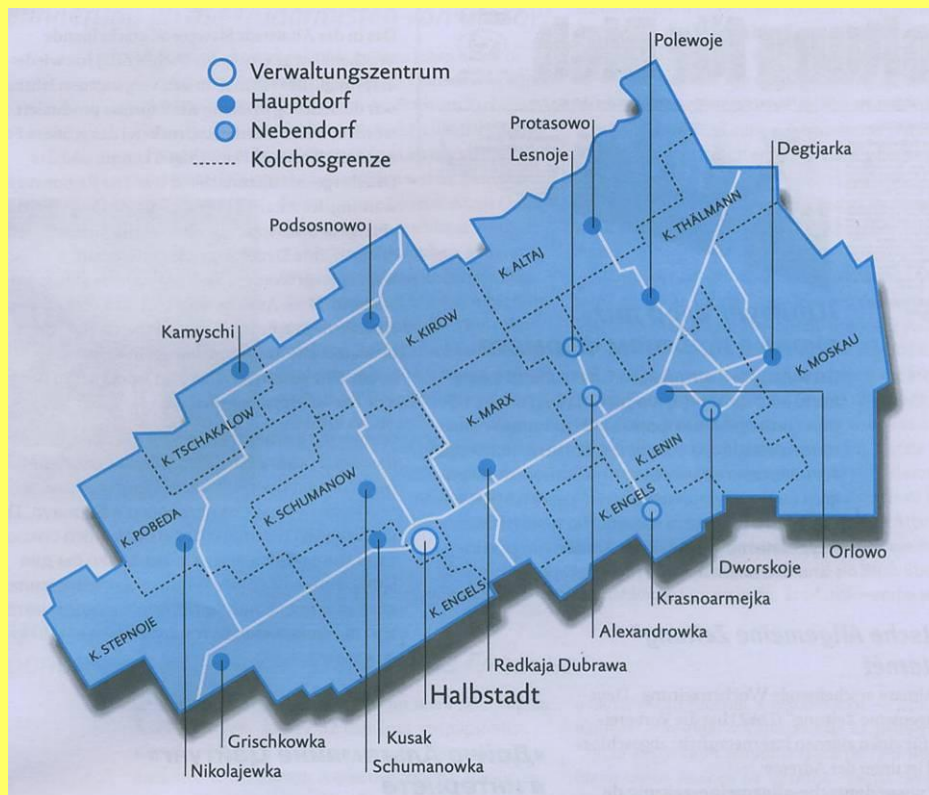 Verwaltungszentrum
Hauptdorf
Nebendorf
Kolchosgrenze
Polewoje
Protasowo
Lesnoje
Degtjarka
Podsosnowo
Kamyschi
K. THÄLMANN
K. ALTAJ
K. KIROW
K. MOSKAU
K. MARX
K. TSCHAKALOW
K. LENIN
K. SCHUMANOW
K. ENGELS
K. POBEDA
K. ENGELS
K. STEPNOJE
Orlowo
Dworskoje
Krasnoarmejka
Alexandrowka
Redkaja Dubrawa
Halbstadt
Kusak
Schumanowka
Grischkowka
Nikolajewka